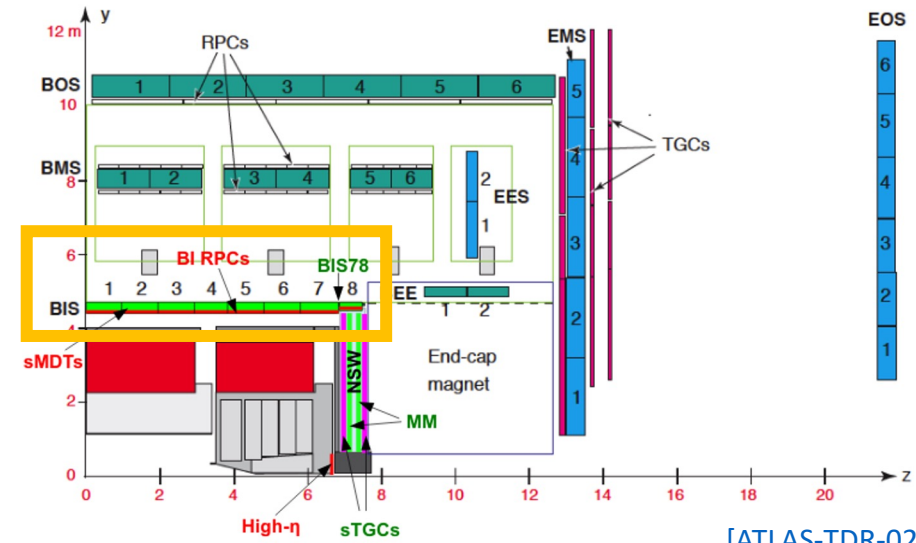 y
12 m
RPCs
EMS
EOS
BOS
1 2 3 4 5 6
10
BMS
8
1 2
3 4
5 6
2
EES
1
TGCs
5
4
3
2
1
6
5
4
3
2
1
6
BI RPCs
BIS78
1 2 3 4 5 6 7 8
BIS
EE
1 2
4
sMDTs
NSW
End-cap
magnet
2
MM
0
z
0 2 4 6 8 10 12 14 16 18 20
High-η
sTGCs
[ATLAS-TDR-02